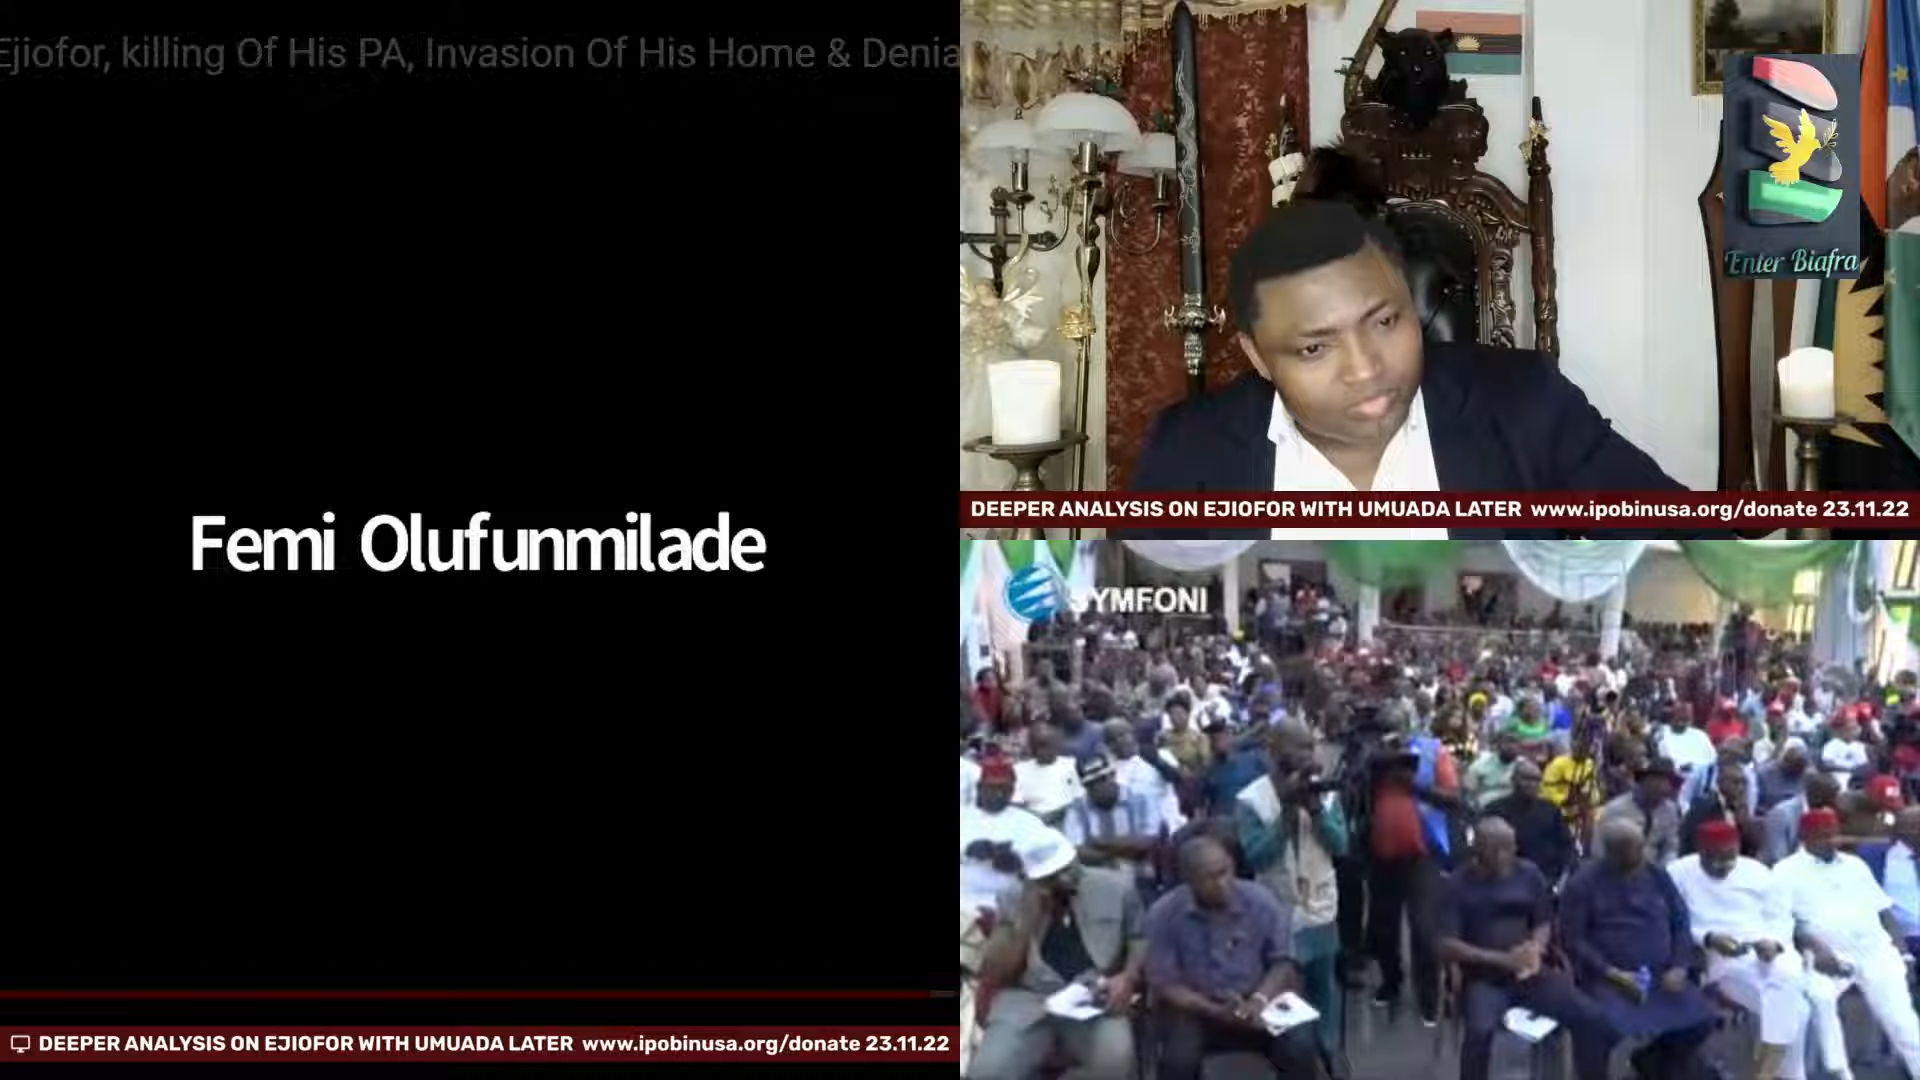 Ejiofor, killing Of His PA, Invasion Of His Home & Denia
Femi Olufunmilade
DEEPER ANALYSIS ON EJIOFOR WITH UMUADA LATER www.ipobinusa.org/donate 23.11.22
Enter Biafra
DEEPER ANALYSIS ON EJIOFOR WITH UMUADA LATER www.ipobinusa.org/donate 23.11.22
SYMFONI